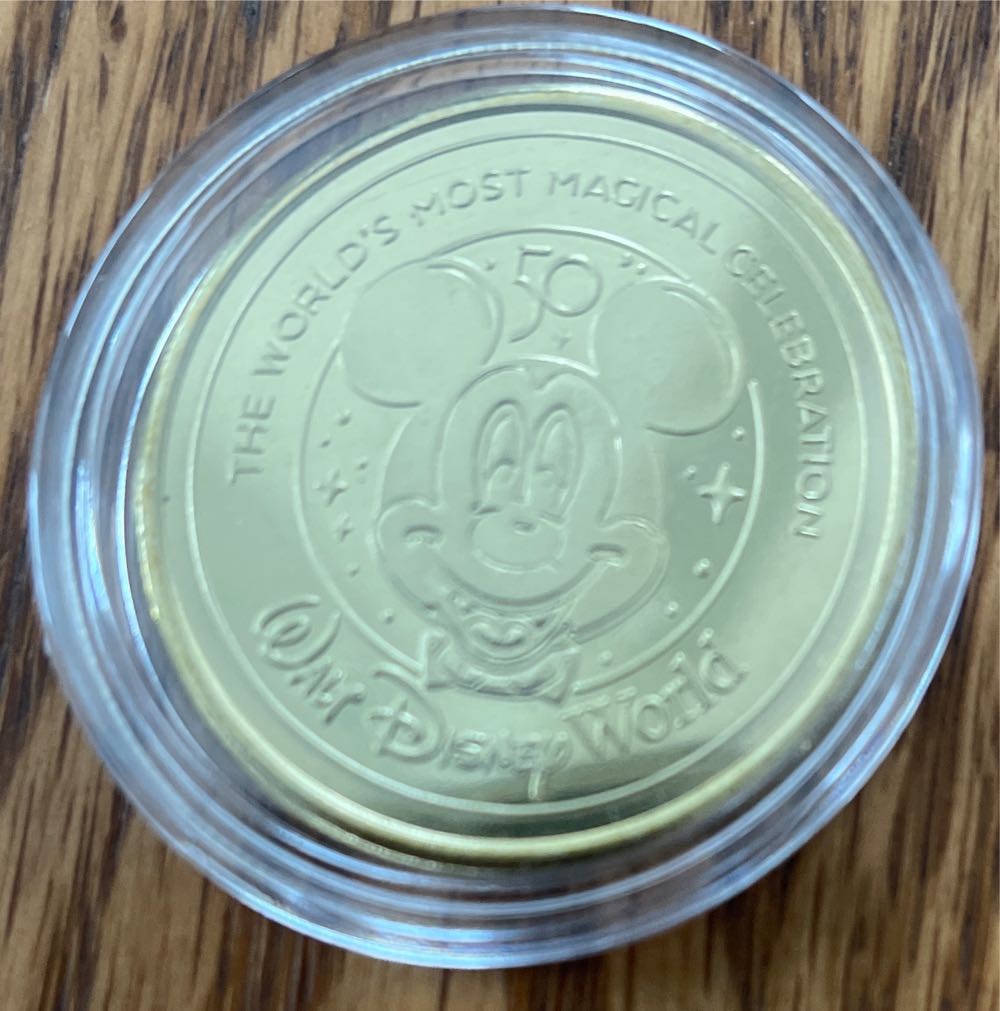 THE WORLD'S MOST MAGICAL CELEBRATION
50
WALT DISNEY World